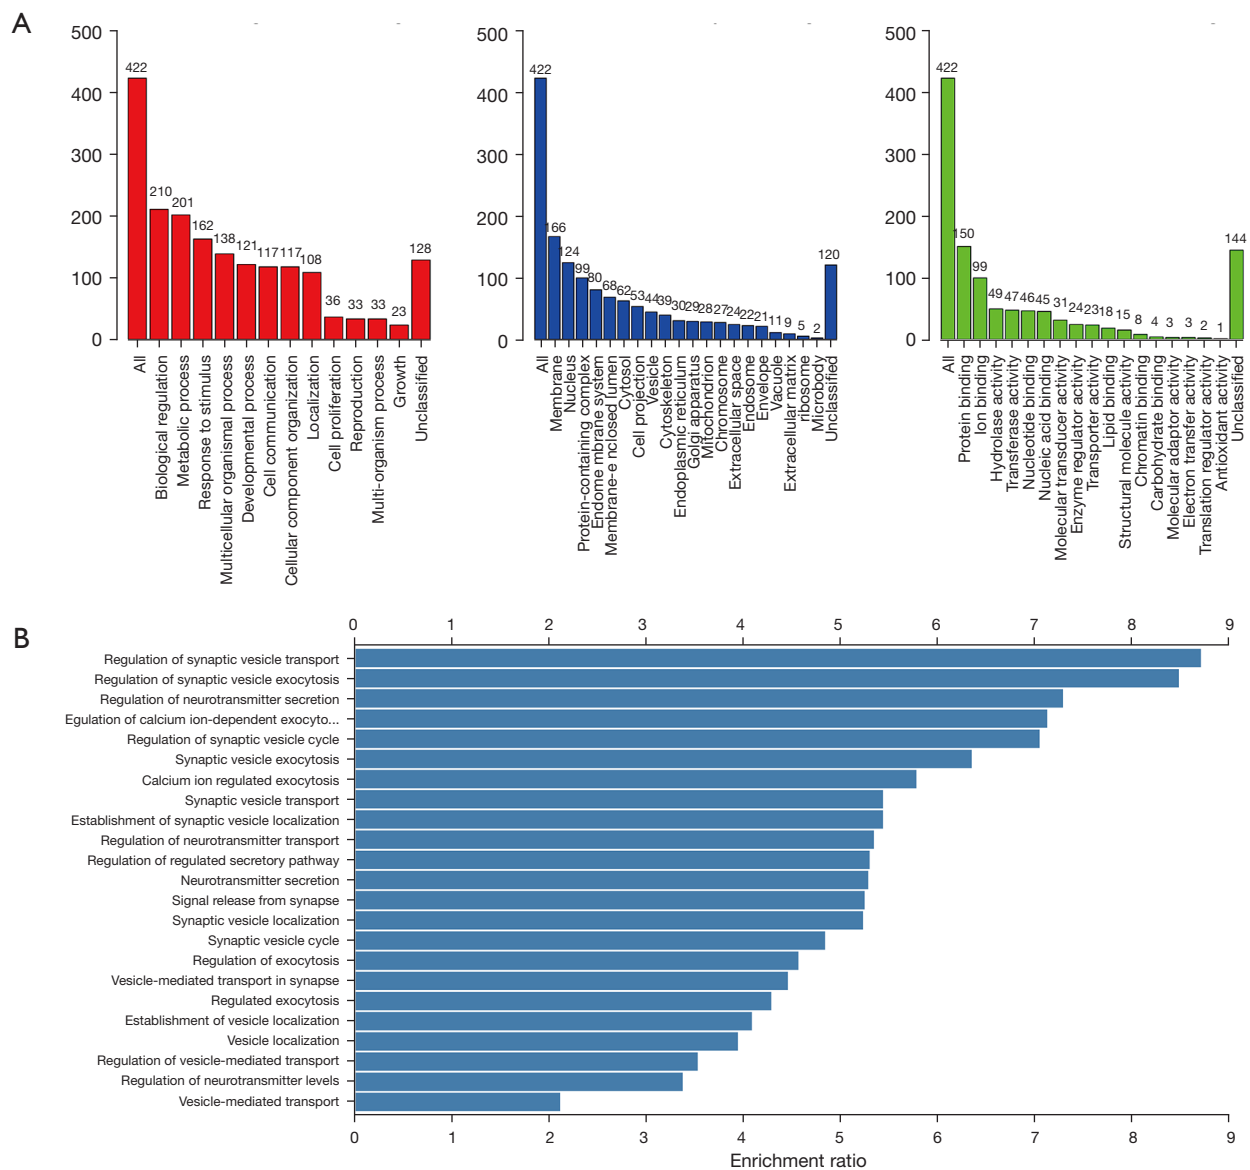 A
500
400
300
200
100
0
422
210
201
162
138
121
117
117
108
36
33
33
23
128
All
Biological regulation
Metabolic process
Response to stimulus
Multicellular organismal process
Developmental process
Cell communication
Cellular component organization
Localization
Cell proliferation
Reproduction
Multi-organism process
Growth
Unclassified
500
400
300
200
100
0
422
166
124
99
80
68
62
53
44
39
30
29
28
27
24
22
21
11
9
5
2
120
All
Membrane
Nucleus
Protein-containing complex
Endome mbrane system
Membrane-e nclosed lumen
Cytosol
Cell projection
Vesicle
Cytoskeleton
Endoplasmic reticulum
Golgi apparatus
Mitochondrion
Chromosome
Extracellular space
Endosome
Envelope
Vacuole
Extracellular matrix
ribosome
Microbody
Unclassified
500
400
300
200
100
0
422
150
99
49
47
46
45
31
24
23
18
15
8
4
3
3
2
1
144
All
Protein binding
Ion binding
Hydrolase activity
Transferase activity
Nucleotide binding
Nucleic acid binding
Molecular transducer activity
Enzyme regulator activity
Transporter activity
Lipid binding
Structural molecule activity
Chromatin binding
Carbohydrate binding
Molecular adaptor activity
Electron transfer activity
Translation regulator activity
Antioxidant activity
Unclassified
B
0 1 2 3 4 5 6 7 8 9
Regulation of synaptic vesicle transport
Regulation of synaptic vesicle exocytosis
Regulation of neurotransmitter secretion
Egulation of calcium ion-dependent exocyto...
Regulation of synaptic vesicle cycle
Synaptic vesicle exocytosis
Calcium ion regulated exocytosis
Synaptic vesicle transport
Establishment of synaptic vesicle localization
Regulation of neurotransmitter transport
Regulation of regulated secretory pathway
Neurotransmitter secretion
Signal release from synapse
Synaptic vesicle localization
Synaptic vesicle cycle
Regulation of exocytosis
Vesicle-mediated transport in synapse
Regulated exocytosis
Establishment of vesicle localization
Vesicle localization
Regulation of vesicle-mediated transport
Regulation of neurotransmitter levels
Vesicle-mediated transport
0 1 2 3 4 5 6 7 8 9
Enrichment ratio